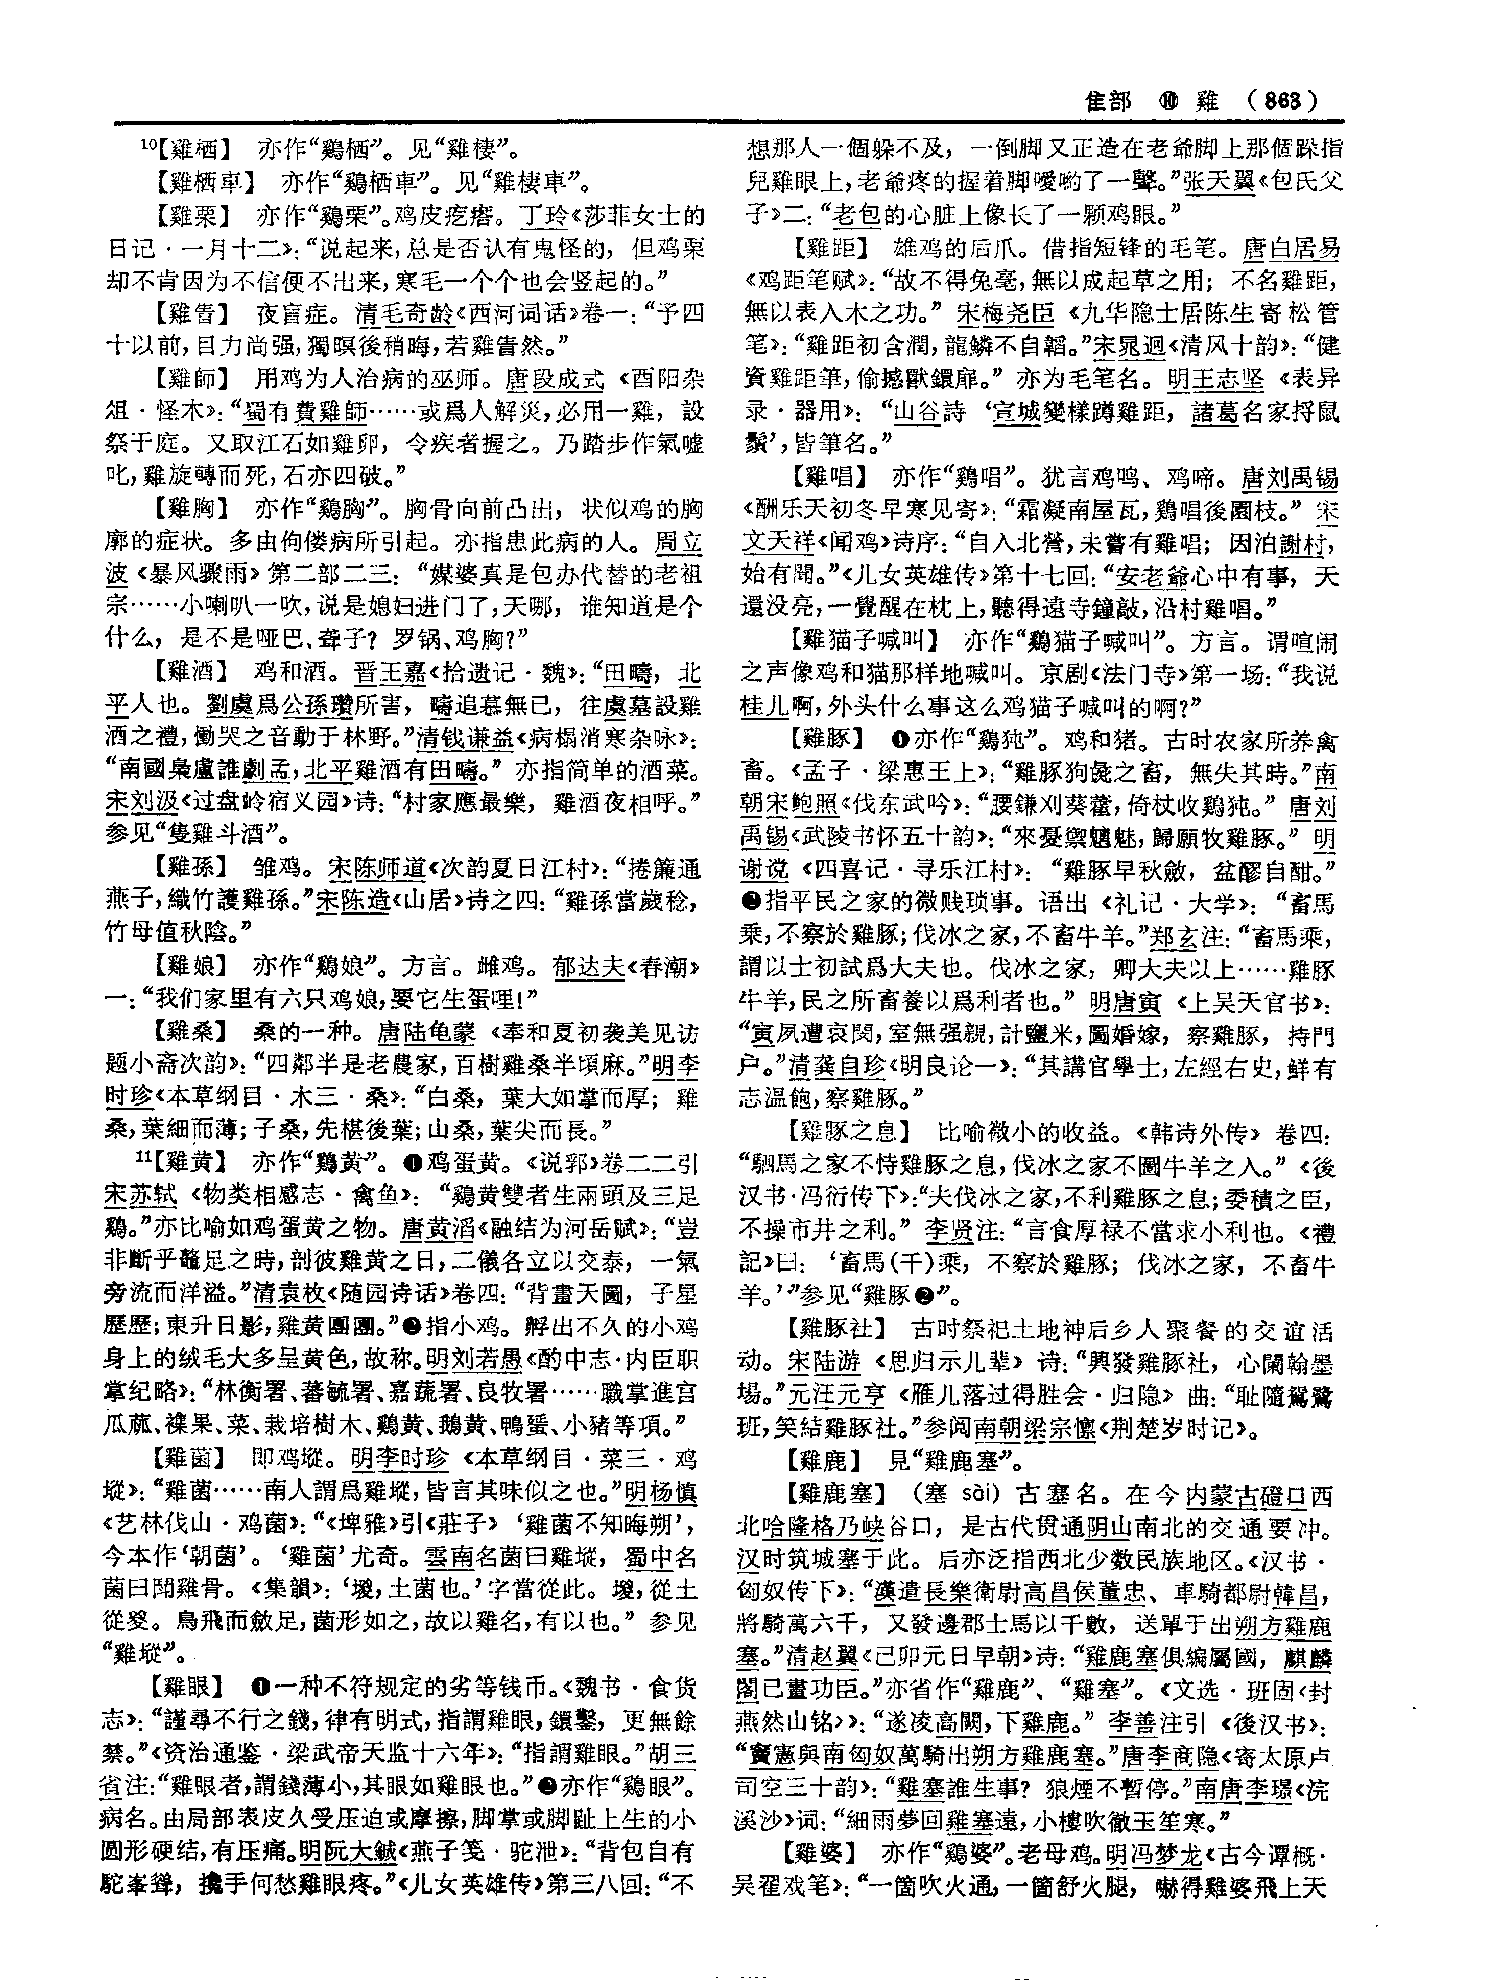 隹部 ⑩ 雞 （863）
¹⁰【雞栖】 亦作“鷄栖”。见“雞棲”。
【雞栖車】 亦作“鷄栖車”。见“雞棲車”。
【雞栗】 亦作“鷄栗”。鸡皮疙瘩。丁玲《莎菲女士的
日记·一月十二》：“说起来，总是否认有鬼怪的，但鸡栗
却不肯因为不信便不出来，寒毛一个个也会竖起的。”
【雞眚】 夜盲症。清毛奇龄《西河词话》卷一：“予四
十以前，目力尚强，獨暝後稍晦，若雞眚然。”
【雞師】 用鸡为人治病的巫师。唐段成式《酉阳杂
俎·怪术》：“蜀有費雞師……或爲人解災，必用一雞，設
祭于庭。又取江石如雞卵，令疾者握之。乃踏步作氣嘘
叱，雞旋轉而死，石亦四破。”
【雞胸】 亦作“鷄胸”。胸骨向前凸出，状似鸡的胸
廓的症状。多由佝偻病所引起。亦指患此病的人。周立
波《暴风骤雨》第二部二三：“媒婆真是包办代替的老祖
宗……小喇叭一吹，说是媳妇进门了，天哪，谁知道是个
什么，是不是哑巴、聋子？罗锅、鸡胸？”
【雞酒】 鸡和酒。晋王嘉《拾遗记·魏》：“田疇，北
平人也。劉虞爲公孫瓚所害，疇追慕無已，往虞墓設雞
酒之禮，慟哭之音動于林野。”清钱谦益《病榻消寒杂咏》：
“南國梟盧誰劇孟，北平雞酒有田疇。”亦指简单的酒菜。
宋刘汲《过盘岭宿义园》诗：“村家應最樂，雞酒夜相呼。”
参见“隻雞斗酒”。
【雞孫】 雏鸡。宋陈师道《次韵夏日江村》：“捲簾通
燕子，織竹護雞孫。”宋陈造《山居》诗之四：“雞孫當歲稔，
竹母值秋陰。”
【雞娘】 亦作“鷄娘”。方言。雌鸡。郁达夫《春潮》
一：“我们家里有六只鸡娘，要它生蛋哩！”
【雞桑】 桑的一种。唐陆龟蒙《奉和夏初袭美见访
题小斋次韵》：“四鄰半是老農家，百樹雞桑半頃麻。”明李
时珍《本草纲目·木三·桑》：“白桑，葉大如掌而厚；雞
桑，葉細而薄；子桑，先椹後葉；山桑，葉尖而長。”
¹¹【雞黄】 亦作“鷄黄”。❶鸡蛋黄。《说郛》卷二二引
宋苏轼《物类相感志·禽鱼》：“鷄黄雙者生兩頭及三足
鷄。”亦比喻如鸡蛋黄之物。唐黄滔《融结为河岳赋》：“豈
非斷乎鼇足之時，剖彼雞黄之日，二儀各立以交泰，一氣
旁流而洋溢。”清袁枚《随园诗话》卷四：“背畫天圖，子星
歷歷；東升日影，雞黄團團。”❷指小鸡。孵出不久的小鸡
身上的绒毛大多呈黄色，故称。明刘若愚《酌中志·内臣职
掌纪略》：“林衡署、蕃毓署、嘉蔬署、良牧署……職掌進宫
瓜蓏、襍果、菜、栽培樹木、鷄黄、鵝黄、鴨蛋、小猪等項。”
【雞菌】 即鸡㙡。明李时珍《本草纲目·菜三·鸡
㙡》：“雞菌……南人謂爲雞㙡，皆言其味似之也。”明杨慎
《艺林伐山·鸡菌》：“《埤雅》引《莊子》‘雞菌不知晦朔’，
今本作‘朝菌’。‘雞菌’尤奇。雲南名菌曰雞㙡，蜀中名
菌曰鬪雞骨。《集韻》：‘堫，土菌也。’字當從此。堫，從土
從㚇。鳥飛而斂足，菌形如之，故以雞名，有以也。”参见
“雞㙡”。
【雞眼】 ❶一种不符规定的劣等钱币。《魏书·食货
志》：“謹尋不行之錢，律有明式，指謂雞眼，鐶鑿，更無餘
禁。”《资治通鉴·梁武帝天监十六年》：“指謂雞眼。”胡三
省注：“雞眼者，謂錢薄小，其眼如雞眼也。”❷亦作“鷄眼”。
病名。由局部表皮久受压迫或摩擦，脚掌或脚趾上生的小
圆形硬结，有压痛。明阮大鋮《燕子笺·驼泄》：“背包自有
駝峯聳，攙手何愁雞眼疼。”《儿女英雄传》第三八回：“不
想那人一個躲不及，一倒脚又正造在老爺脚上那個跺指
兒雞眼上，老爺疼的握着脚噯喲了一聲。”张天翼《包氏父
子》二：“老包的心脏上像长了一颗鸡眼。”
【雞距】 雄鸡的后爪。借指短锋的毛笔。唐白居易
《鸡距笔赋》：“故不得兔毫，無以成起草之用；不名雞距，
無以表入木之功。”宋梅尧臣《九华隐士居陈生寄松管
笔》：“雞距初含潤，龍鱗不自韜。”宋晁迥《清风十韵》：“健
資雞距筆，偷撼獸鐶扉。”亦为毛笔名。明王志坚《表异
录·器用》：“山谷詩‘宣城變樣蹲雞距，諸葛名家捋鼠
鬚’，皆筆名。”
【雞唱】 亦作“鷄唱”。犹言鸡鸣、鸡啼。唐刘禹锡
《酬乐天初冬早寒见寄》：“霜凝南屋瓦，鷄唱後園枝。”宋
文天祥《闻鸡》诗序：“自入北營，未嘗有雞唱；因泊謝村，
始有聞。”《儿女英雄传》第十七回：“安老爺心中有事，天
還没亮，一覺醒在枕上，聽得遠寺鐘敲，沿村雞唱。”
【雞猫子喊叫】 亦作“鷄猫子喊叫”。方言。谓喧闹
之声像鸡和猫那样地喊叫。京剧《法门寺》第一场：“我说
桂儿啊，外头什么事这么鸡猫子喊叫的啊？”
【雞豚】 ❶亦作“鷄㹠”。鸡和猪。古时农家所养禽
畜。《孟子·梁惠王上》：“雞豚狗彘之畜，無失其時。”南
朝宋鲍照《伐东武吟》：“腰鎌刈葵藿，倚杖收鷄㹠。”唐刘
禹锡《武陵书怀五十韵》：“來憂禦魑魅，歸願牧雞豚。”明
谢谠《四喜记·寻乐江村》：“雞豚早秋斂，盆醪自酣。”
❷指平民之家的微贱琐事。语出《礼记·大学》：“畜馬
乘，不察於雞豚；伐冰之家，不畜牛羊。”郑玄注：“畜馬乘，
謂以士初試爲大夫也。伐冰之家，卿大夫以上……雞豚
牛羊，民之所畜養以爲利者也。”明唐寅《上吴天官书》：
“寅夙遭哀閔，室無强親，計鹽米，圖婚嫁，察雞豚，持門
户。”清龚自珍《明良论一》：“其講官學士，左經右史，鮮有
志温飽，察雞豚。”
【雞豚之息】 比喻微小的收益。《韩诗外传》卷四：
“駟馬之家不恃雞豚之息，伐冰之家不圖牛羊之入。”《後
汉书·冯衍传下》：“夫伐冰之家，不利雞豚之息；委積之臣，
不操市井之利。”李贤注：“言食厚禄不當求小利也。《禮
記》曰：‘畜馬(千)乘，不察於雞豚；伐冰之家，不畜牛
羊。’”参见“雞豚❷”。
【雞豚社】 古时祭祀土地神后乡人聚餐的交谊活
动。宋陆游《思归示儿辈》诗：“興發雞豚社，心闌翰墨
場。”元汪元亨《雁儿落过得胜会·归隐》曲：“耻隨鴛鷺
班，笑結雞豚社。”参阅南朝梁宗懔《荆楚岁时记》。
【雞鹿】 見“雞鹿塞”。
【雞鹿塞】 （塞 sài）古塞名。在今内蒙古磴口西
北哈隆格乃峡谷口，是古代贯通阴山南北的交通要冲。
汉时筑城塞于此。后亦泛指西北少数民族地区。《汉书·
匈奴传下》：“漢遣長樂衛尉高昌侯董忠、車騎都尉韓昌，
將騎萬六千，又發邊郡士馬以千數，送單于出朔方雞鹿
塞。”清赵翼《己卯元日早朝》诗：“雞鹿塞俱編屬國，麒麟
閣已畫功臣。”亦省作“雞鹿”、“雞塞”。《文选·班固〈封
燕然山铭〉》：“遂凌高闕，下雞鹿。”李善注引《後汉书》：
“竇憲與南匈奴萬騎出朔方雞鹿塞。”唐李商隐《寄太原卢
司空三十韵》：“雞塞誰生事？狼煙不暫停。”南唐李璟《浣
溪沙》词：“細雨夢回雞塞遠，小樓吹徹玉笙寒。”
【雞婆】 亦作“鷄婆”。老母鸡。明冯梦龙《古今谭概·
吴翟戏笔》：“一箇吹火通，一箇舒火腿，嚇得雞婆飛上天